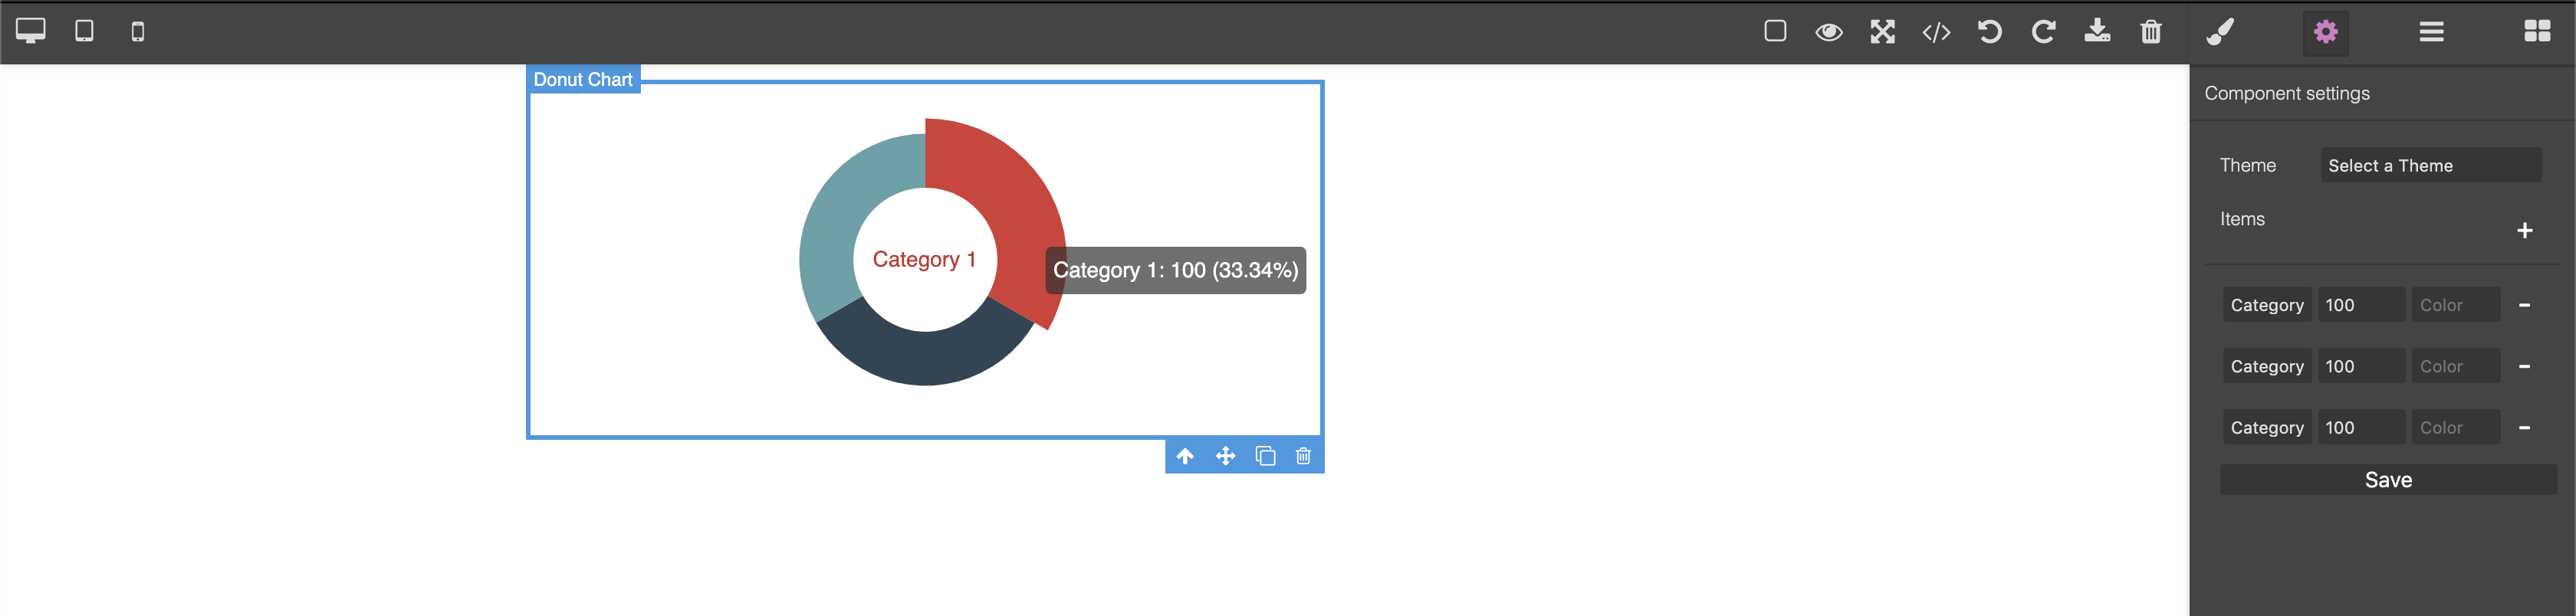 Donut Chart
Category 1
Category 1: 100 (33.34%)
Component settings
Theme Select a Theme
Items
Category 100 Color
Category 100 Color
Category 100 Color
Save